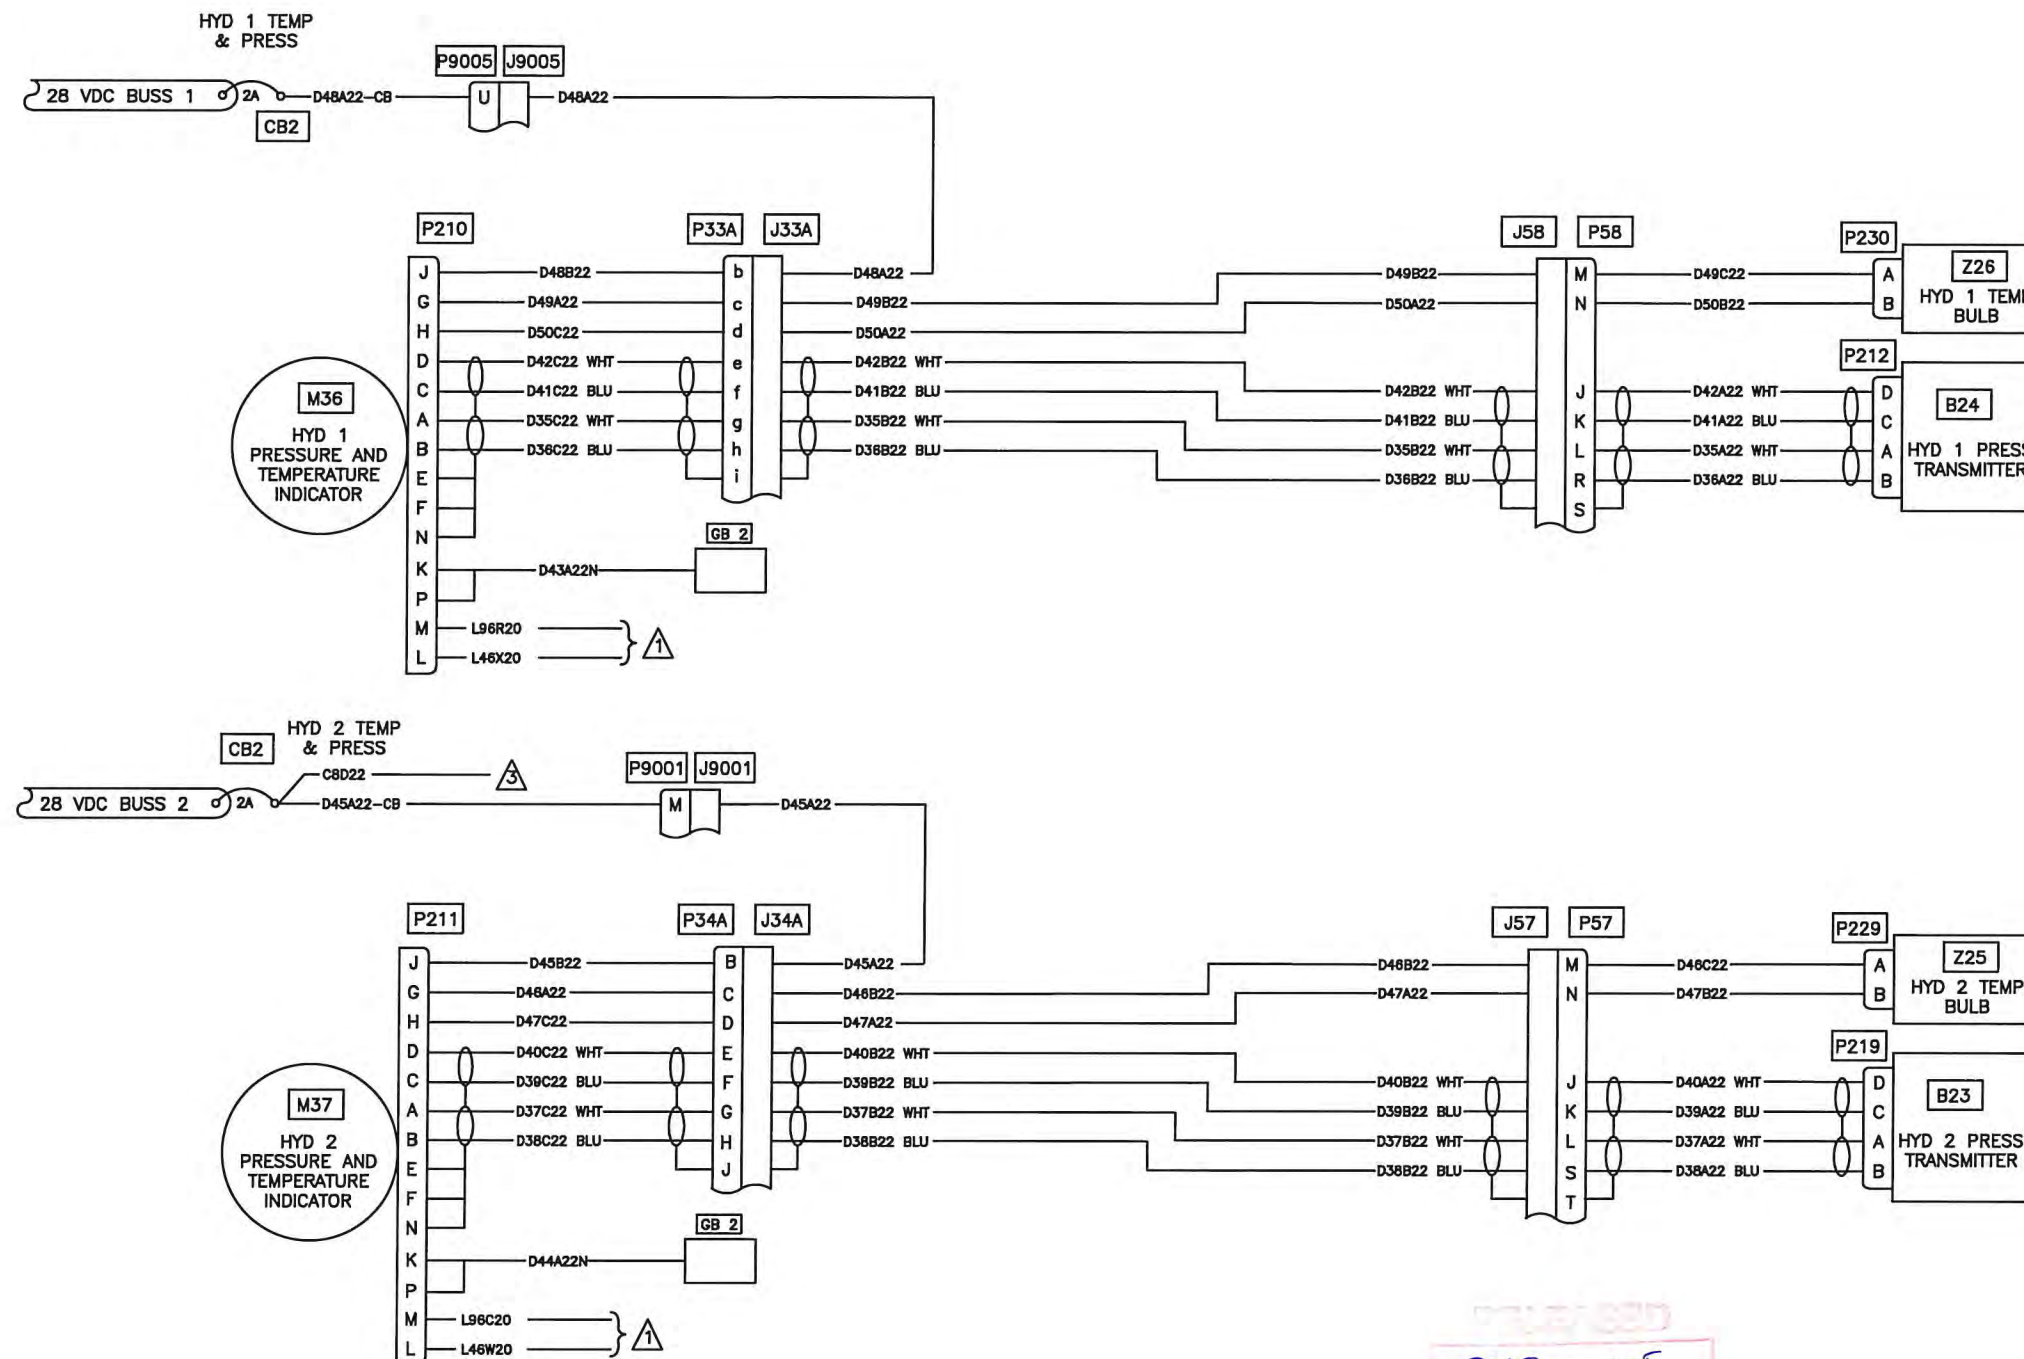 HYD 1 TEMP
& PRESS
P9005 J9005
28 VDC BUSS 1 2A D48A22-CB U D48A22
CB2
P210 P33A J33A J58 P58 P230
J D48B22 b D48A22 D49B22 M D49C22 A Z26
G D49A22 c D49B22 D50A22 N D50B22 B HYD 1
BULB
H D50C22 d D50A22
P212
D D42C22 WHT e D42B22 WHT
C D41C22 BLU f D41B22 BLU D42B22 WHT J D42A22 WHT D
M36 B24
A D35C22 WHT g D35B22 WHT D41B22 BLU K D41A22 BLU C
B D36C22 BLU h D36B22 BLU D35B22 WHT L D35A22 WHT A HYD 1
TRANSMITTER
HYD 1
PRESSURE AND
TEMPERATURE
INDICATOR
E i D36B22 BLU R D36A22 BLU B
F S
N GB 2
K D43A22N
P
M L96R20 1
L L46X20
HYD 2 TEMP
& PRESS
CB2
C8D22 3
P9001 J9001
28 VDC BUSS 2 2A D45A22-CB M D45A22
P211 P34A J34A J57 P57 P229
J D45B22 B D45A22 D46B22 M D46C22 A Z25
G D46A22 C D46B22 D47A22 N D47B22 B HYD 2 TEMP
BULB
H D47C22 D D47A22
P219
D D40C22 WHT E D40B22 WHT
C D39C22 BLU F D39B22 BLU D40B22 WHT J D40A22 WHT D
M37 B23
A D37C22 WHT G D37B22 WHT D39B22 BLU K D39A22 BLU C
B D38C22 BLU H D38B22 BLU D37B22 WHT L D37A22 WHT A HYD 2 PRESS
TRANSMITTER
HYD 2
PRESSURE AND
TEMPERATURE
INDICATOR
E J D38B22 BLU S D38A22 BLU B
F T
N GB 2
K D44A22N
P
M L96C20 1
L L46W20